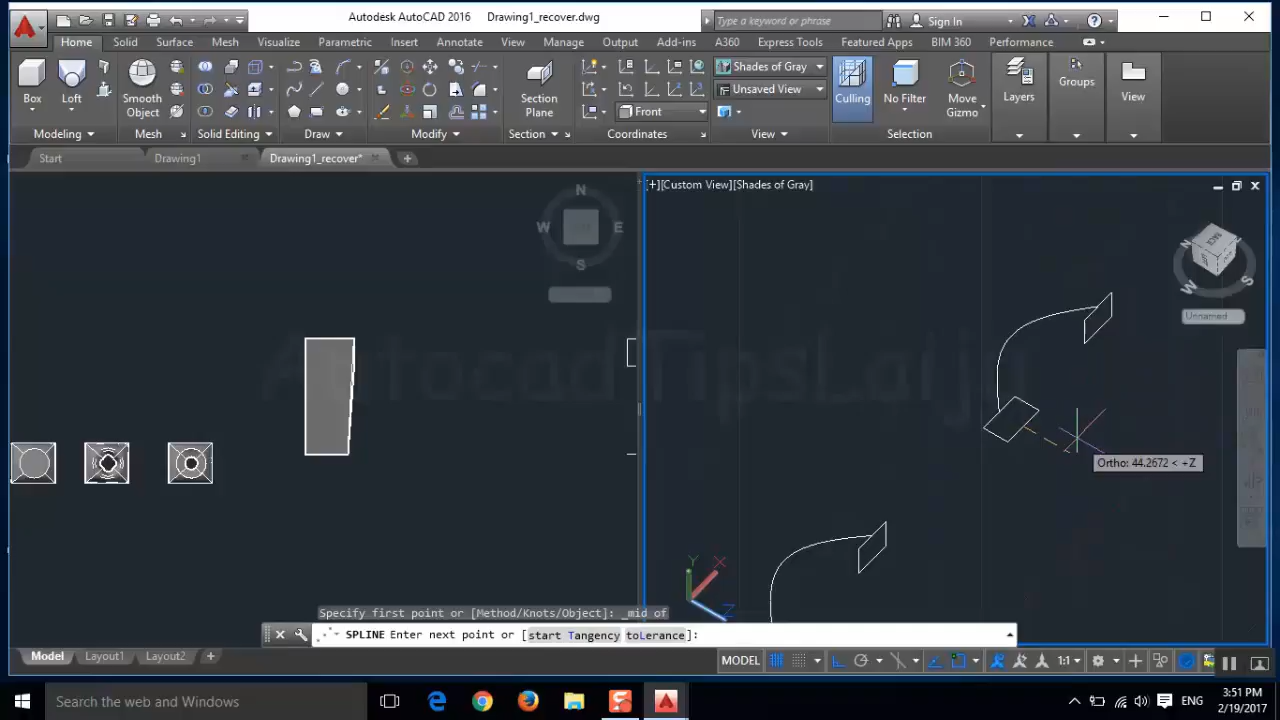 Autodesk AutoCAD 2016 Drawing1_recover.dwg
Type a keyword or phrase
Sign In
Home Solid Surface Mesh Visualize Parametric Insert Annotate View Manage Output Add-ins A360 Express Tools Featured Apps BIM 360 Performance
Box Loft Smooth Object Section Plane
Shades of Gray
Unsaved View
Front
Culling No Filter Move Gizmo Layers Groups View
Modeling Mesh Solid Editing Draw Modify Section Coordinates View Selection
Start Drawing1 Drawing1_recover*
[+][Custom View][Shades of Gray]
N
W E
S
BACK
N
W S
Unnamed
AutocadTipsLaiju
Ortho: 44.2672 < +Z
Y X
Z
Specify first point or [Method/Knots/Object]: _mid of
SPLINE Enter next point or [start Tangency toLerance]:
Model Layout1 Layout2 +
MODEL 1:1
Search the web and Windows
ENG
3:51 PM
2/19/2017